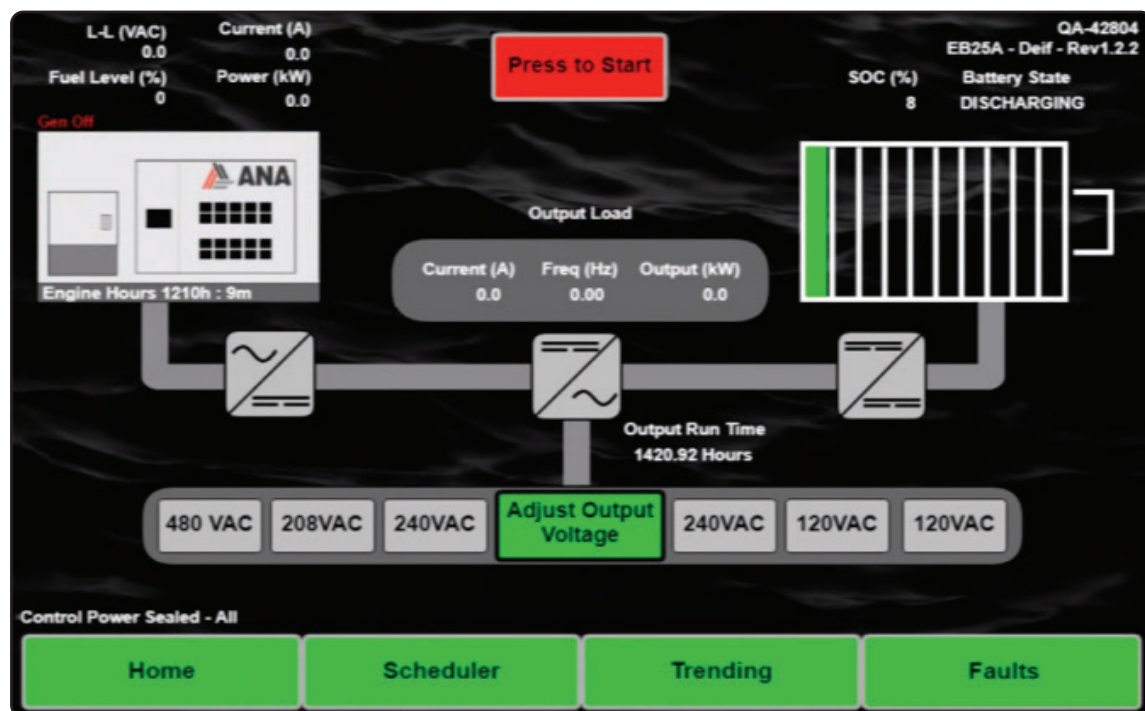 L-L (VAC)
0.0
Current (A)
0.0
Fuel Level (%)
0
Power (kW)
0.0
Press to Start
QA-42804
EB25A - Deif - Rev1.2.2
SOC (%)
8
Battery State
DISCHARGING
Gen Off
ANA
Engine Hours 1210h : 9m
Output Load
Current (A) Freq (Hz) Output (kW)
0.0 0.00 0.0
Output Run Time
1420.92 Hours
480 VAC
208VAC
240VAC
Adjust Output
Voltage
240VAC
120VAC
120VAC
Control Power Sealed - All
Home
Scheduler
Trending
Faults